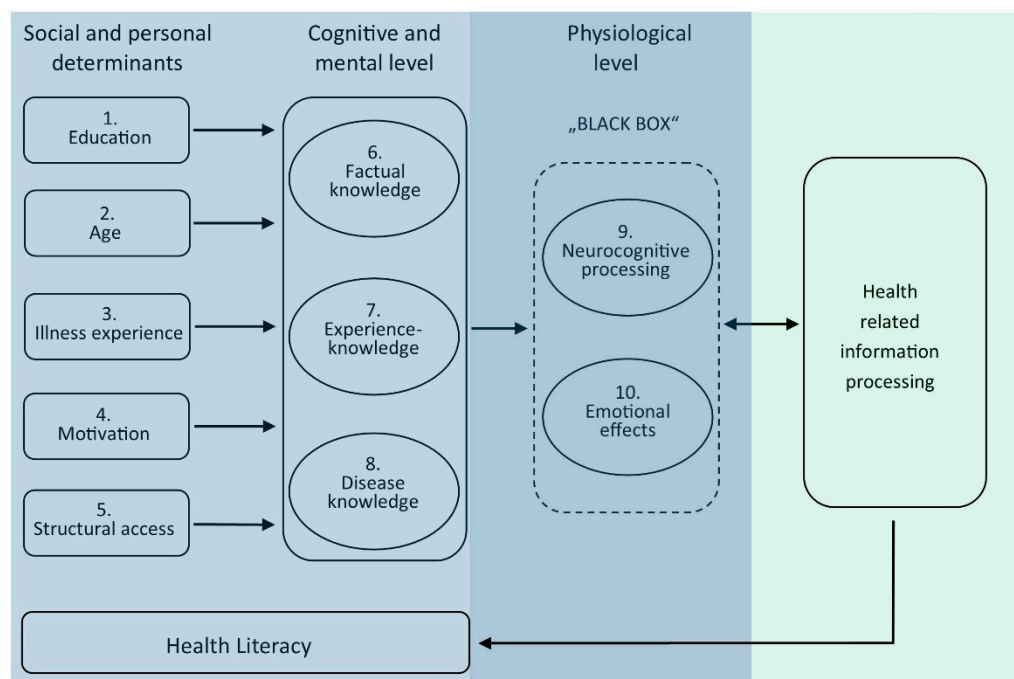 Social and personal
determinants
1.
Education
2.
Age
3.
Illness experience
4.
Motivation
5.
Structural access
Cognitive and
mental level
6.
Factual
knowledge
7.
Experience-
knowledge
8.
Disease
knowledge
Physiological
level
„BLACK BOX“
9.
Neurocognitive
processing
10.
Emotional
effects
Health
related
information
processing
Health Literacy